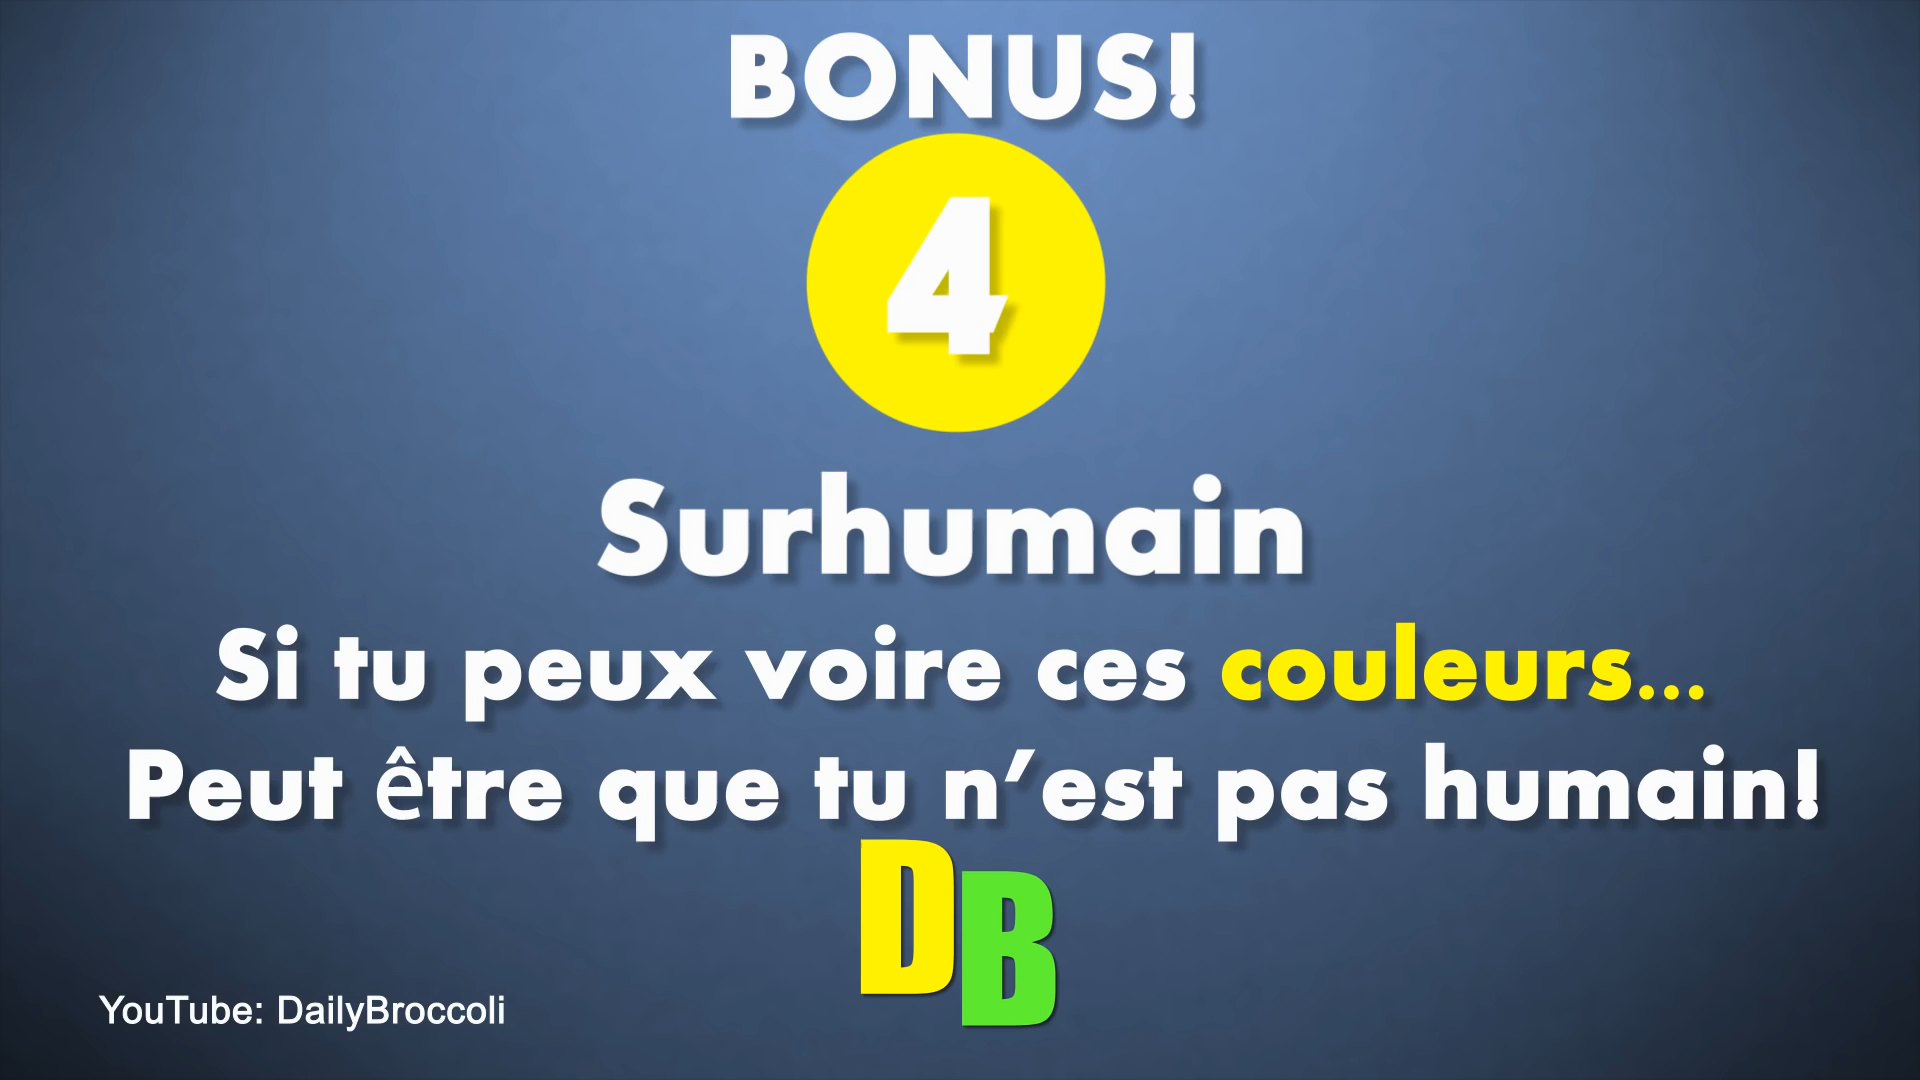 BONUS!
4
Surhumain
Si tu peux voire ces couleurs...
Peut être que tu n’est pas humain!
DB
YouTube: DailyBroccoli